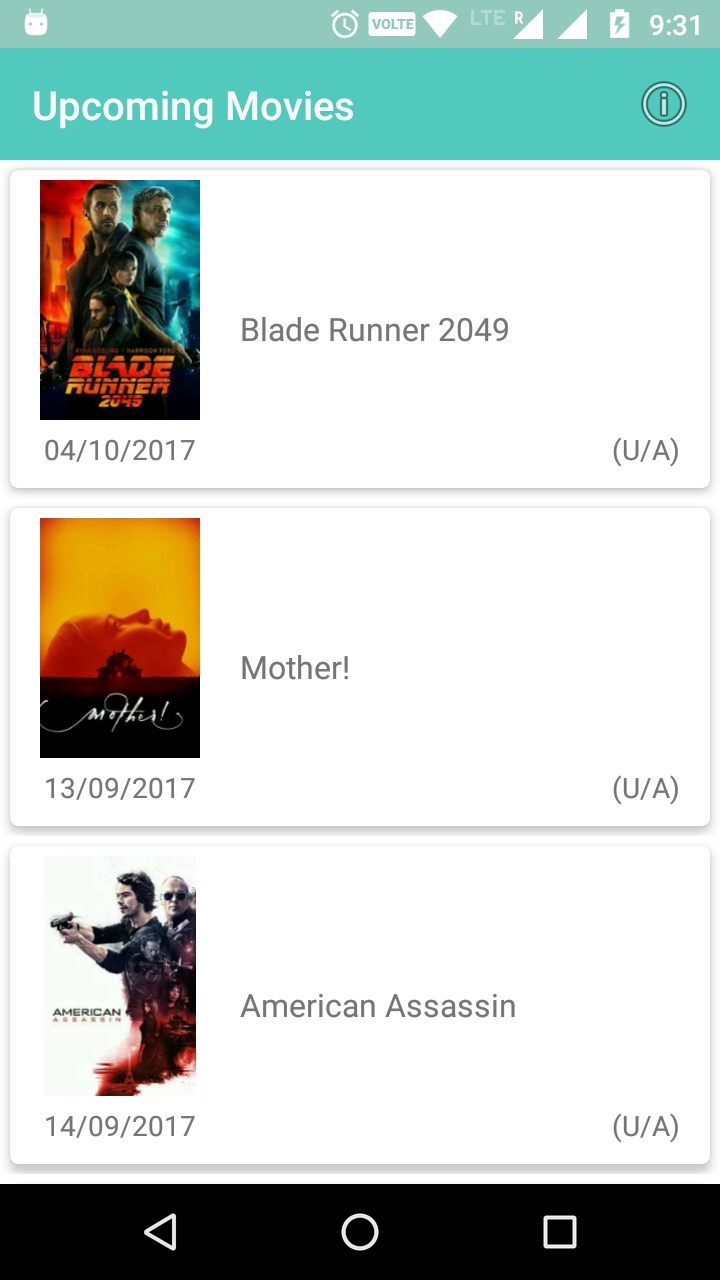 VOLTE LTE R 9:31
Upcoming Movies
RYAN GOSLING / HARRISON FORD
BLADE
RUNNER
2049
Blade Runner 2049
04/10/2017 (U/A)
mother!
Mother!
13/09/2017 (U/A)
AMERICAN
ASSASSIN
American Assassin
14/09/2017 (U/A)